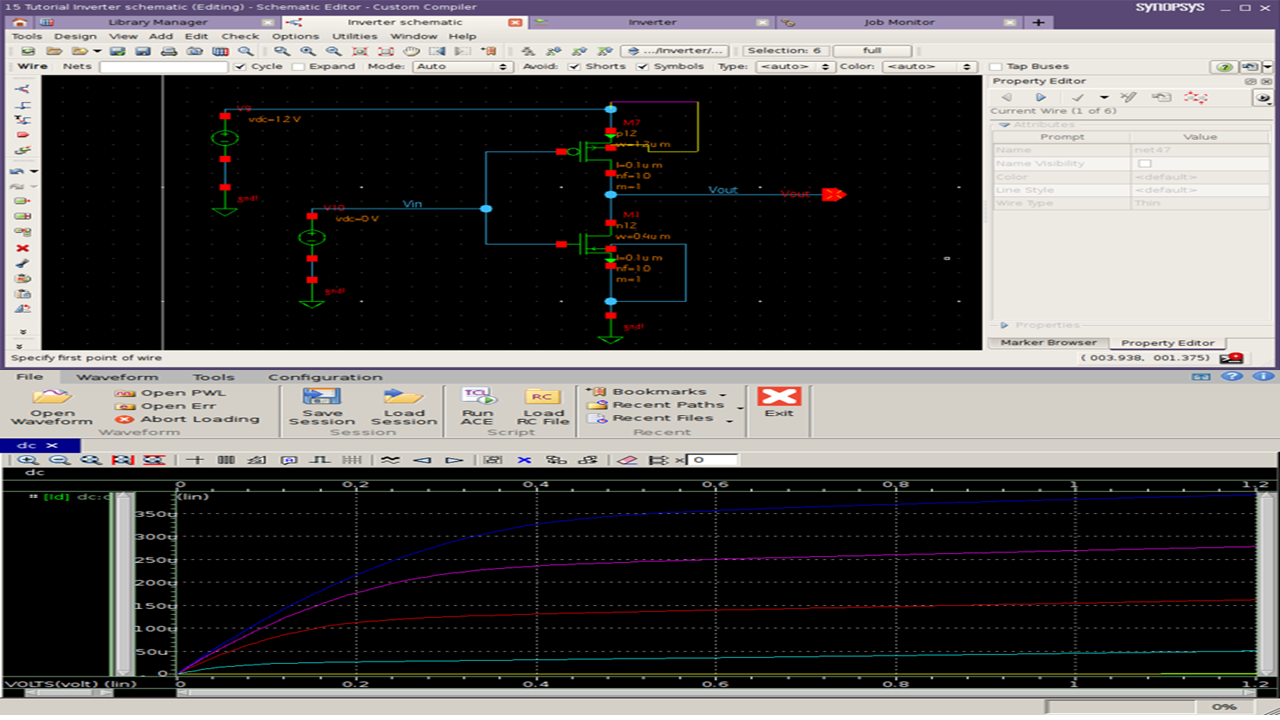 15 Tutorial Inverter schematic (Editing) - Schematic Editor - Custom Compiler
SYNOPSYS
Library Manager Inverter schematic Inverter Job Monitor
Tools Design View Add Edit Check Options Utilities Window Help
.../Inverter/... Selection: 6 full
Wire Nets Cycle Expand Mode: Auto Avoid: Shorts Symbols Type: <auto> Color: <auto> Tap Buses
Property Editor
Current Wire (1 of 6)
Attributes
Prompt Value
Name net47
Name Visibility
Color <default>
Line Style <default>
Wire Type Thin
Properties
Marker Browser Property Editor
V9
vdc=1.2 V
gnd!
V10
vdc=0 V
gnd!
Vin
M7
p12
w=1.2u m
l=0.1u m
nf=10
m=1
Vout
Vout
M1
n12
w=0.4u m
l=0.1u m
nf=10
m=1
gnd!
Specify first point of wire
( 003.938, 001.375)
File Waveform Tools Configuration
Open Waveform
Open PWL
Open Err
Abort Loading
Waveform
Save Session
Load Session
Session
TCL
Run ACE
RC
Load RC File
Script
Bookmarks
Recent Paths
Recent Files
Recent
Exit
dc
x 0
dc
[Id] dc:
(lin)
0 0.2 0.4 0.6 0.8 1 1.2
350u
300u
250u
200u
150u
100u
50u
0
VOLTS(volt) (lin) 0 0.2 0.4 0.6 0.8 1 1.2
0%